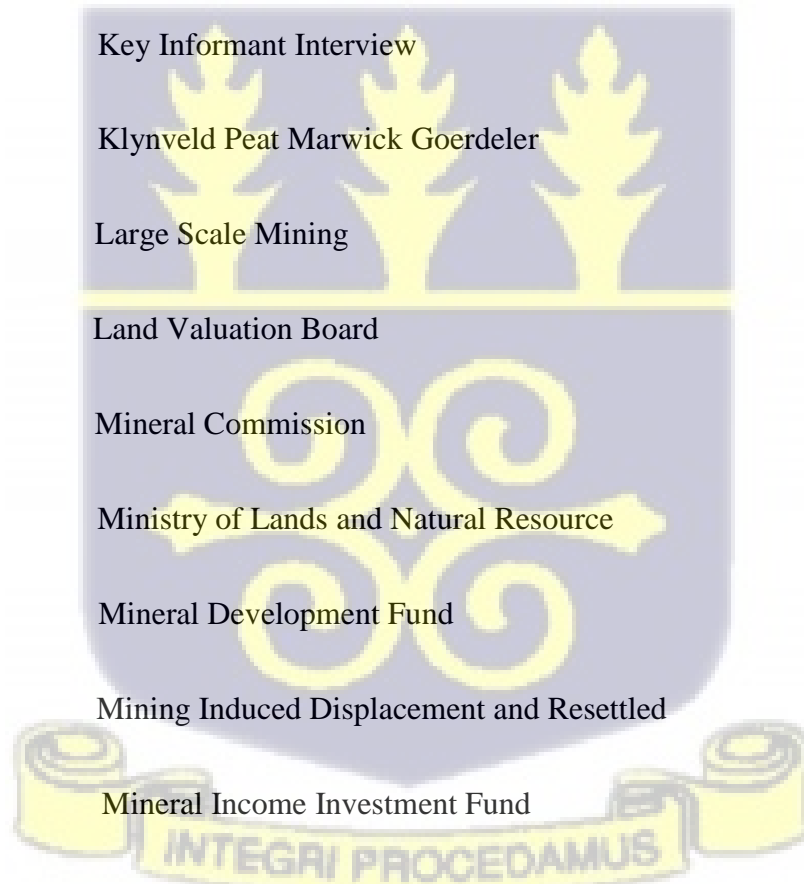 Key Informant Interview
Klynveld Peat Marwick Goerdeler
Large Scale Mining
Land Valuation Board
Mineral Commission
Ministry of Lands and Natural Resource
Mineral Development Fund
Mining Induced Displacement and Resettled
Mineral Income Investment Fund
INTEGRI PROCEDAMUS